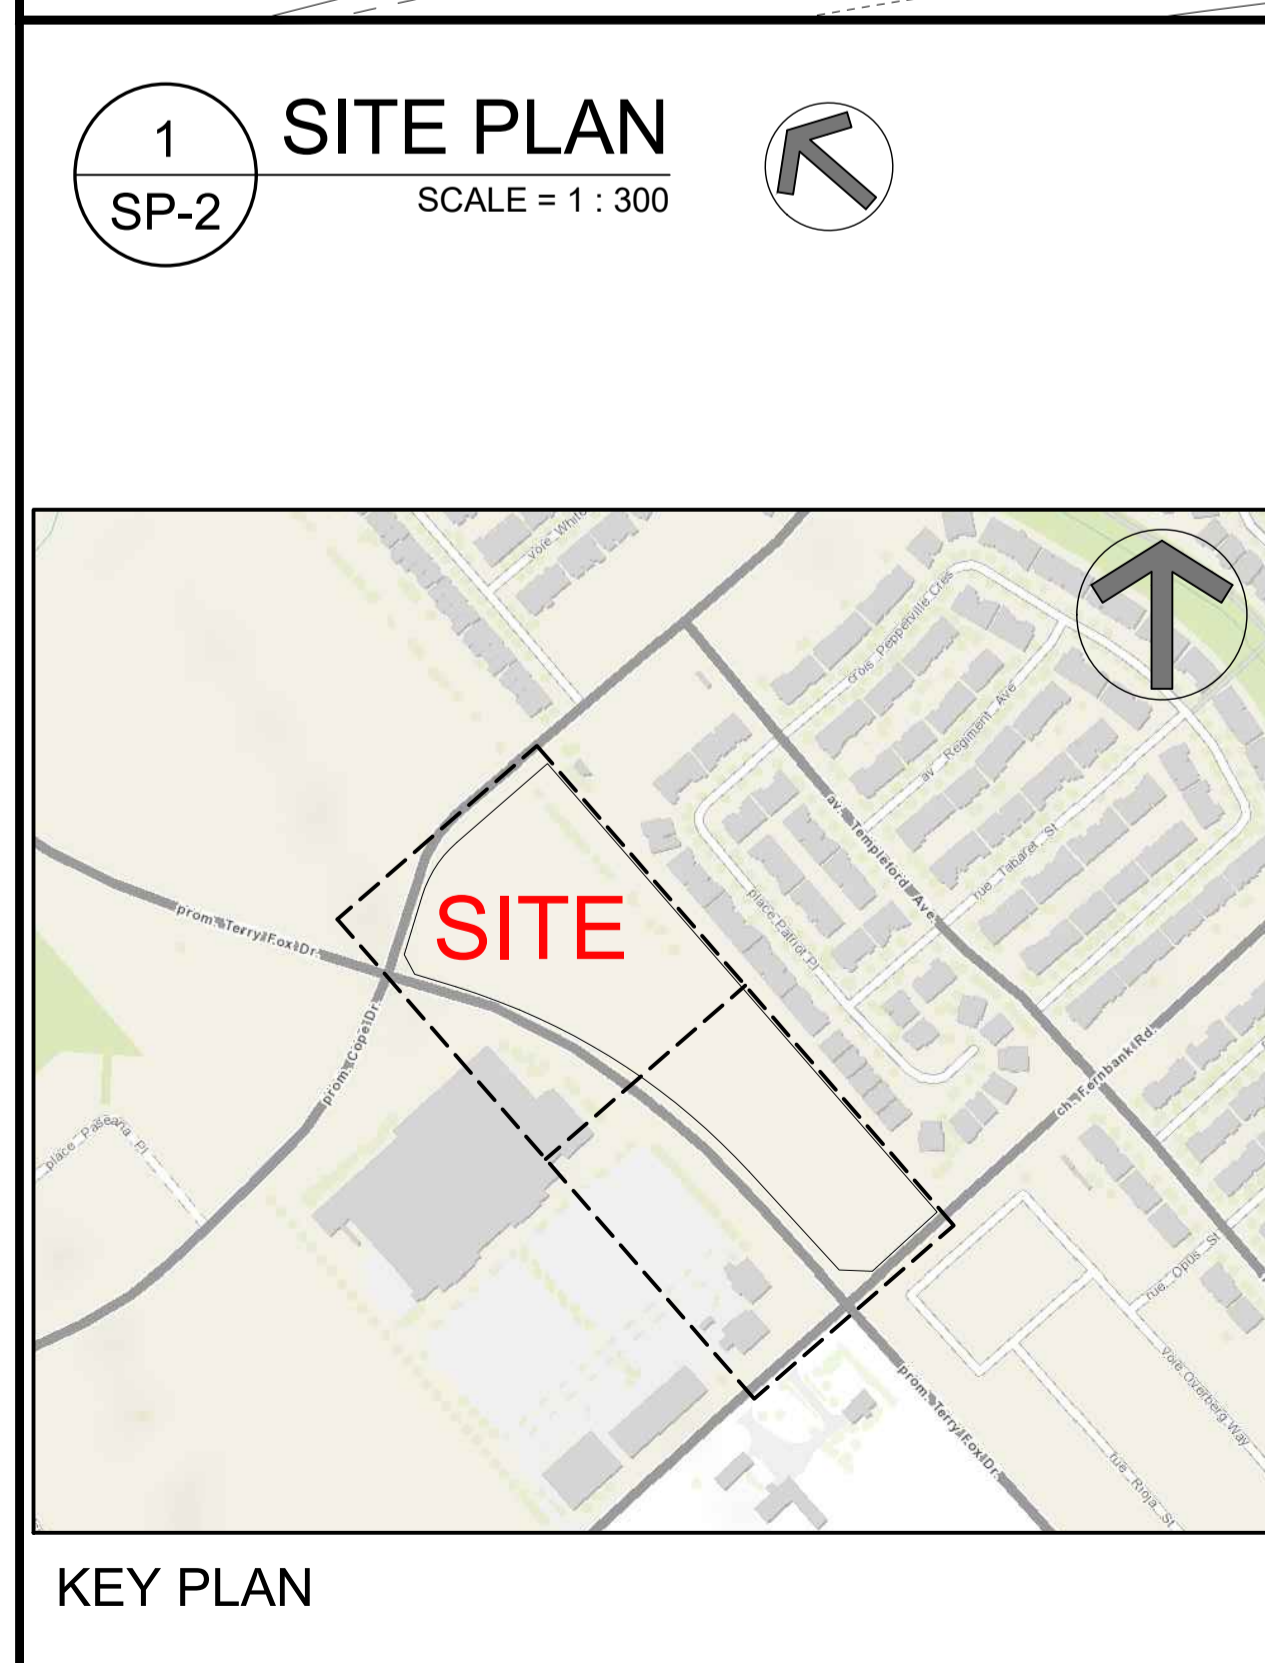 1
SP-2
SITE PLAN
SCALE = 1 : 300
voie White
crois Pepperville Cres
av. Regiment Ave
av. Templeford Ave.
rue Tabaret St
place Patriot Pl
SITE
prom. Terry Fox Dr.
prom. Cope Dr.
place Paseana Pl
ch. Fernbank Rd.
rue Opus St
voie Overberg Way
prom. Terry Fox Dr.
rue Rioja St
KEY PLAN